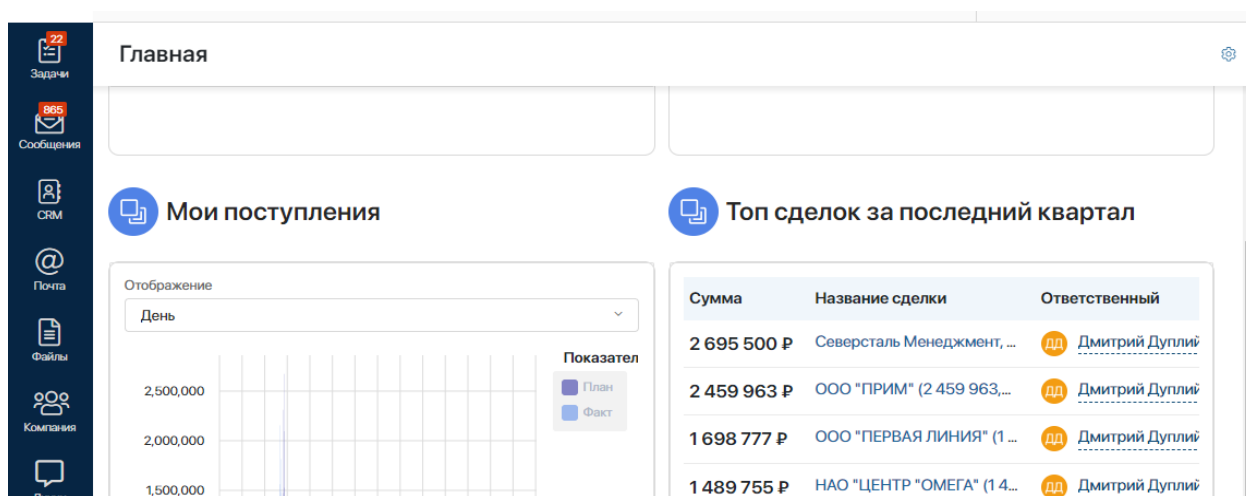 22
Задачи
865
Сообщения
CRM
Почта
Файлы
Компания
Главная
Мои поступления
Отображение
День
Показател
План
Факт
2,500,000
2,000,000
1,500,000
Топ сделок за последний квартал
Сумма Название сделки Ответственный
2 695 500 ₽ Северсталь Менеджмент, ... ДД Дмитрий Дуплий
2 459 963 ₽ ООО "ПРИМ" (2 459 963,... ДД Дмитрий Дуплий
1 698 777 ₽ ООО "ПЕРВАЯ ЛИНИЯ" (1 ... ДД Дмитрий Дуплий
1 489 755 ₽ НАО "ЦЕНТР "ОМЕГА" (1 4... ДД Дмитрий Дуплий